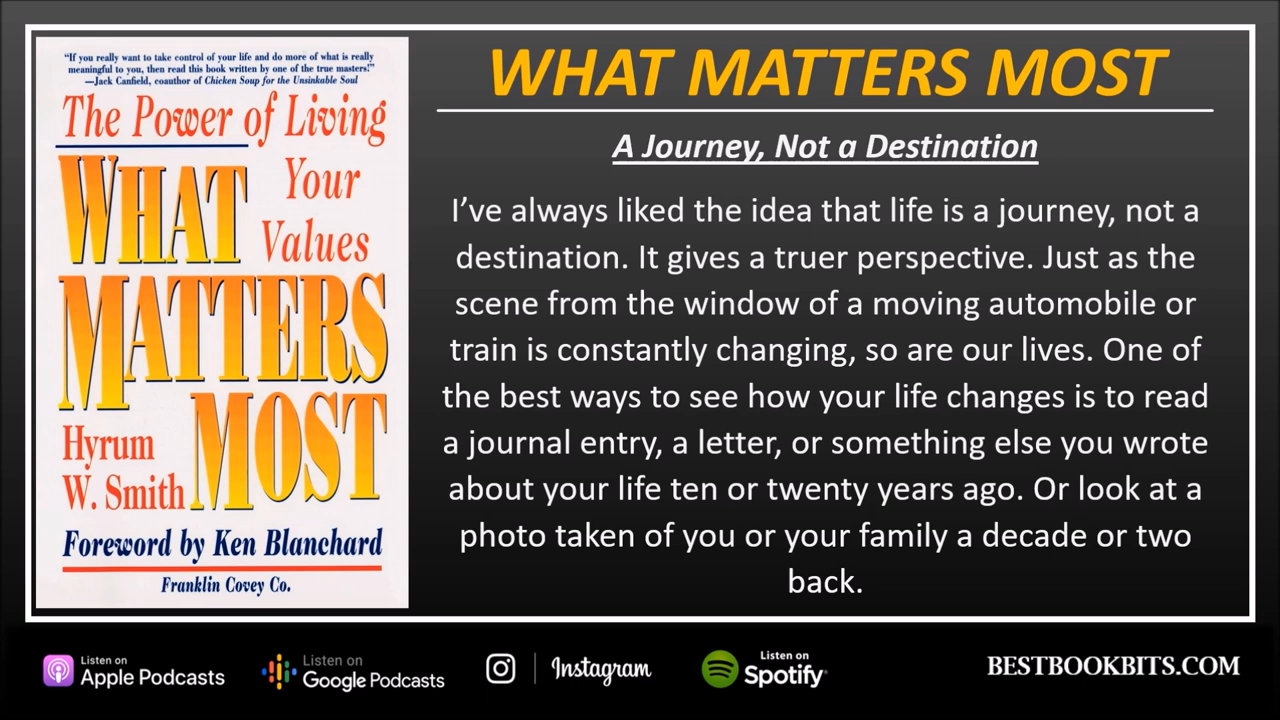 "If you really want to take control of your life and do more of what is really
meaningful to you, then read this book written by one of the true masters!"
—Jack Canfield, coauthor of Chicken Soup for the Unsinkable Soul
The Power of Living
Your
Values
WHAT
MATTERS
MOST
Hyrum
W. Smith
Foreword by Ken Blanchard
Franklin Covey Co.
WHAT MATTERS MOST
A Journey, Not a Destination
I've always liked the idea that life is a journey, not a
destination. It gives a truer perspective. Just as the
scene from the window of a moving automobile or
train is constantly changing, so are our lives. One of
the best ways to see how your life changes is to read
a journal entry, a letter, or something else you wrote
about your life ten or twenty years ago. Or look at a
photo taken of you or your family a decade or two
back.
Listen on
Apple Podcasts
Listen on
Google Podcasts
Instagram
Listen on
Spotify
BESTBOOKBITS.COM